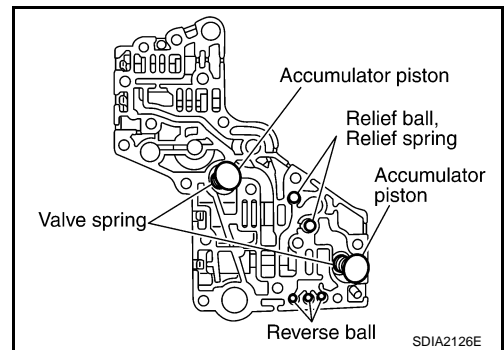 Accumulator piston
Relief ball,
Relief spring
Accumulator
piston
Valve spring
Reverse ball
SDIA2126E